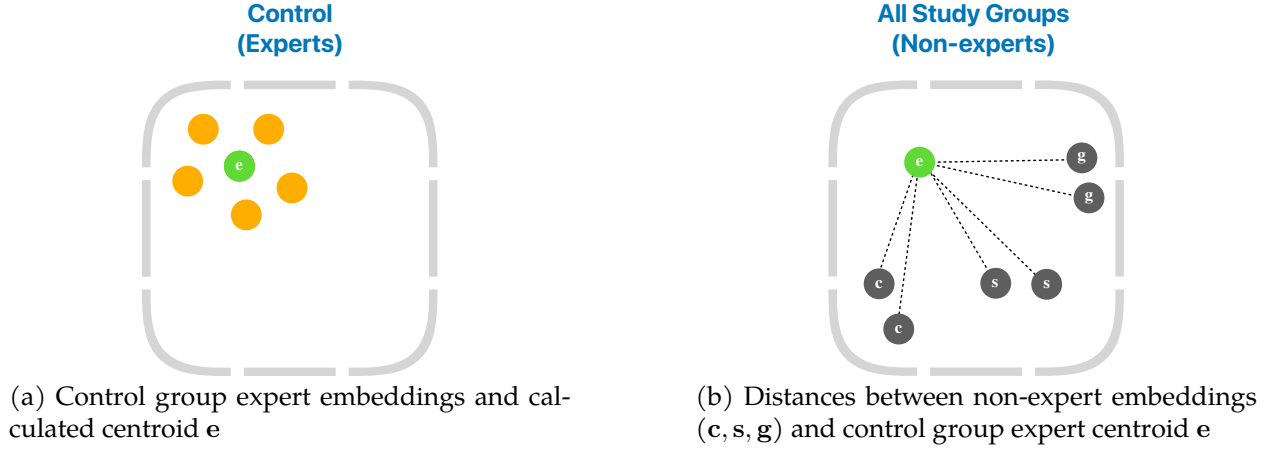 Control
(Experts)
e
(a) Control group expert embeddings and cal-
culated centroid e
All Study Groups
(Non-experts)
e
g
g
c
s
s
c
(b) Distances between non-expert embeddings
(c, s, g) and control group expert centroid e